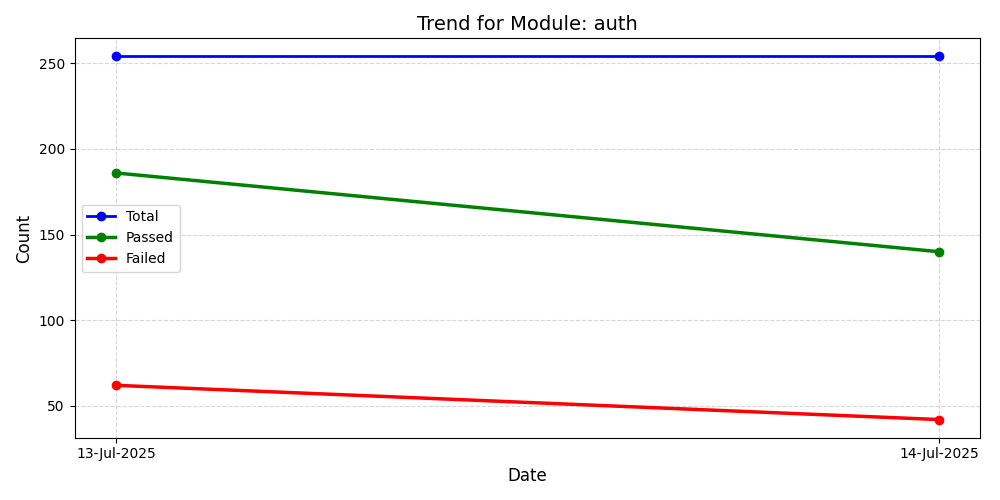 Trend for Module: auth
250
200
150
100
50
Count
Total
Passed
Failed
13-Jul-2025
14-Jul-2025
Date